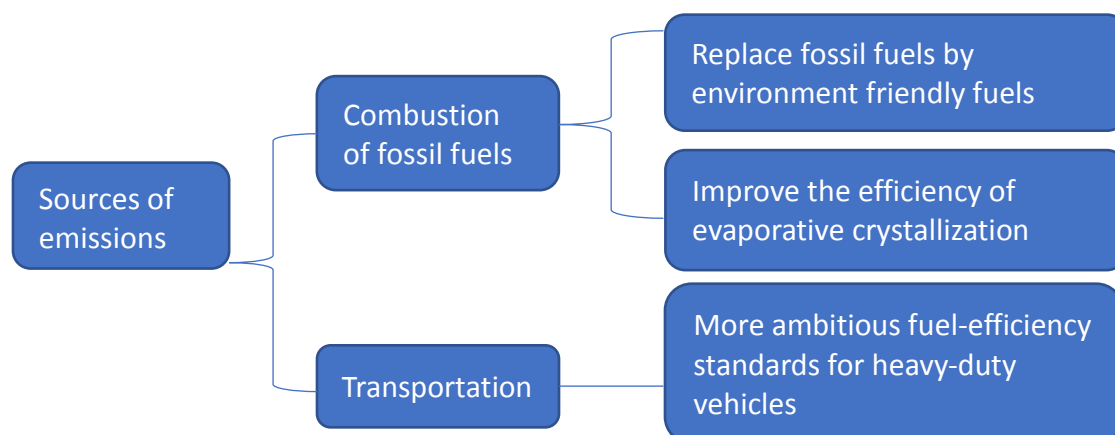 Sources of
emissions
Combustion
of fossil fuels
Replace fossil fuels by
environment friendly fuels
Improve the efficiency of
evaporative crystallization
Transportation
More ambitious fuel-efficiency
standards for heavy-duty
vehicles